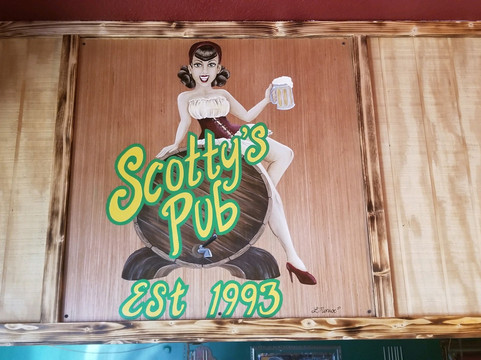 Scotty's
Pub
Est 1993